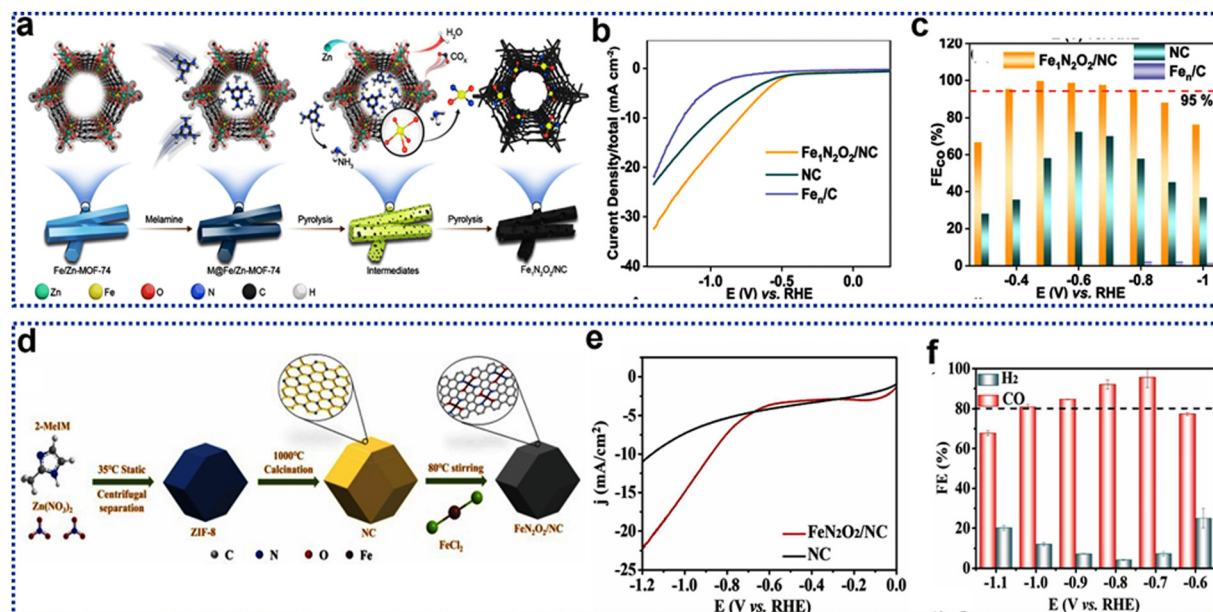 a
Zn
H₂O
COₓ
NH₃
Melamine
Pyrolysis
Pyrolysis
Fe/Zn-MOF-74
M@Fe/Zn-MOF-74
Intermediates
Fe₁N₂O₂/NC
Zn
Fe
O
N
C
H
b
Curent Density/total (mA cm⁻²)
0
-10
-20
-30
-40
Fe₁N₂O₂/NC
NC
Feₙ/C
-1.0
-0.5
0.0
E (V) vs. RHE
c
FE_CO (%)
120
100
80
60
40
20
0
Fe₁N₂O₂/NC
NC
Feₙ/C
95 %
-0.4
-0.6
-0.8
-1
E (V) vs. RHE
d
2-MeIM
Zn(NO₃)₂
35℃ Static
Centrifugal
separation
ZIF-8
1000℃
Calcination
NC
80℃ stirring
FeCl₂
FeN₂O₂/NC
C
N
O
Fe
e
j (mA/cm²)
0
-5
-10
-15
-20
-25
FeN₂O₂/NC
NC
-1.2
-1.0
-0.8
-0.6
-0.4
-0.2
0.0
E (V vs. RHE)
f
FE (%)
100
80
60
40
20
0
H₂
CO
-1.1
-1.0
-0.9
-0.8
-0.7
-0.6
E (V vs. RHE)